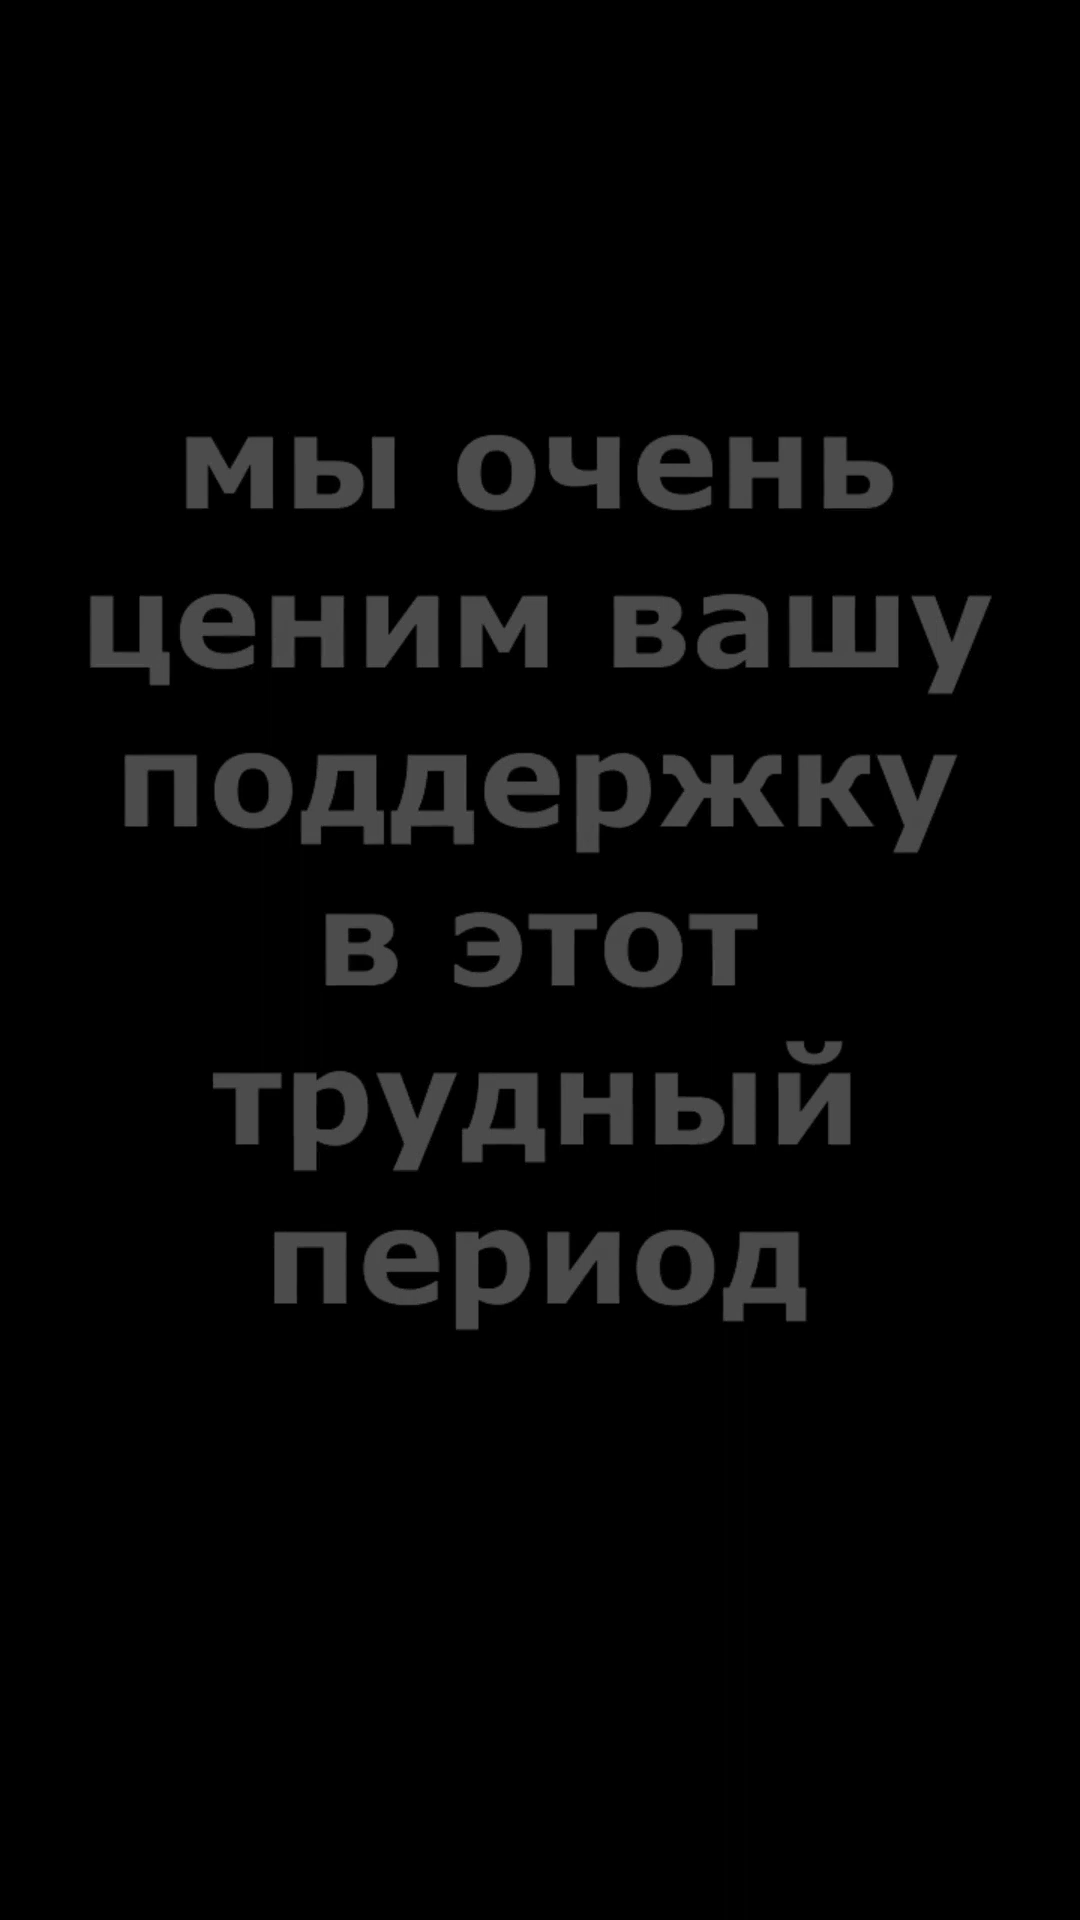 мы очень
ценим вашу
поддержку
в этот
трудный
период